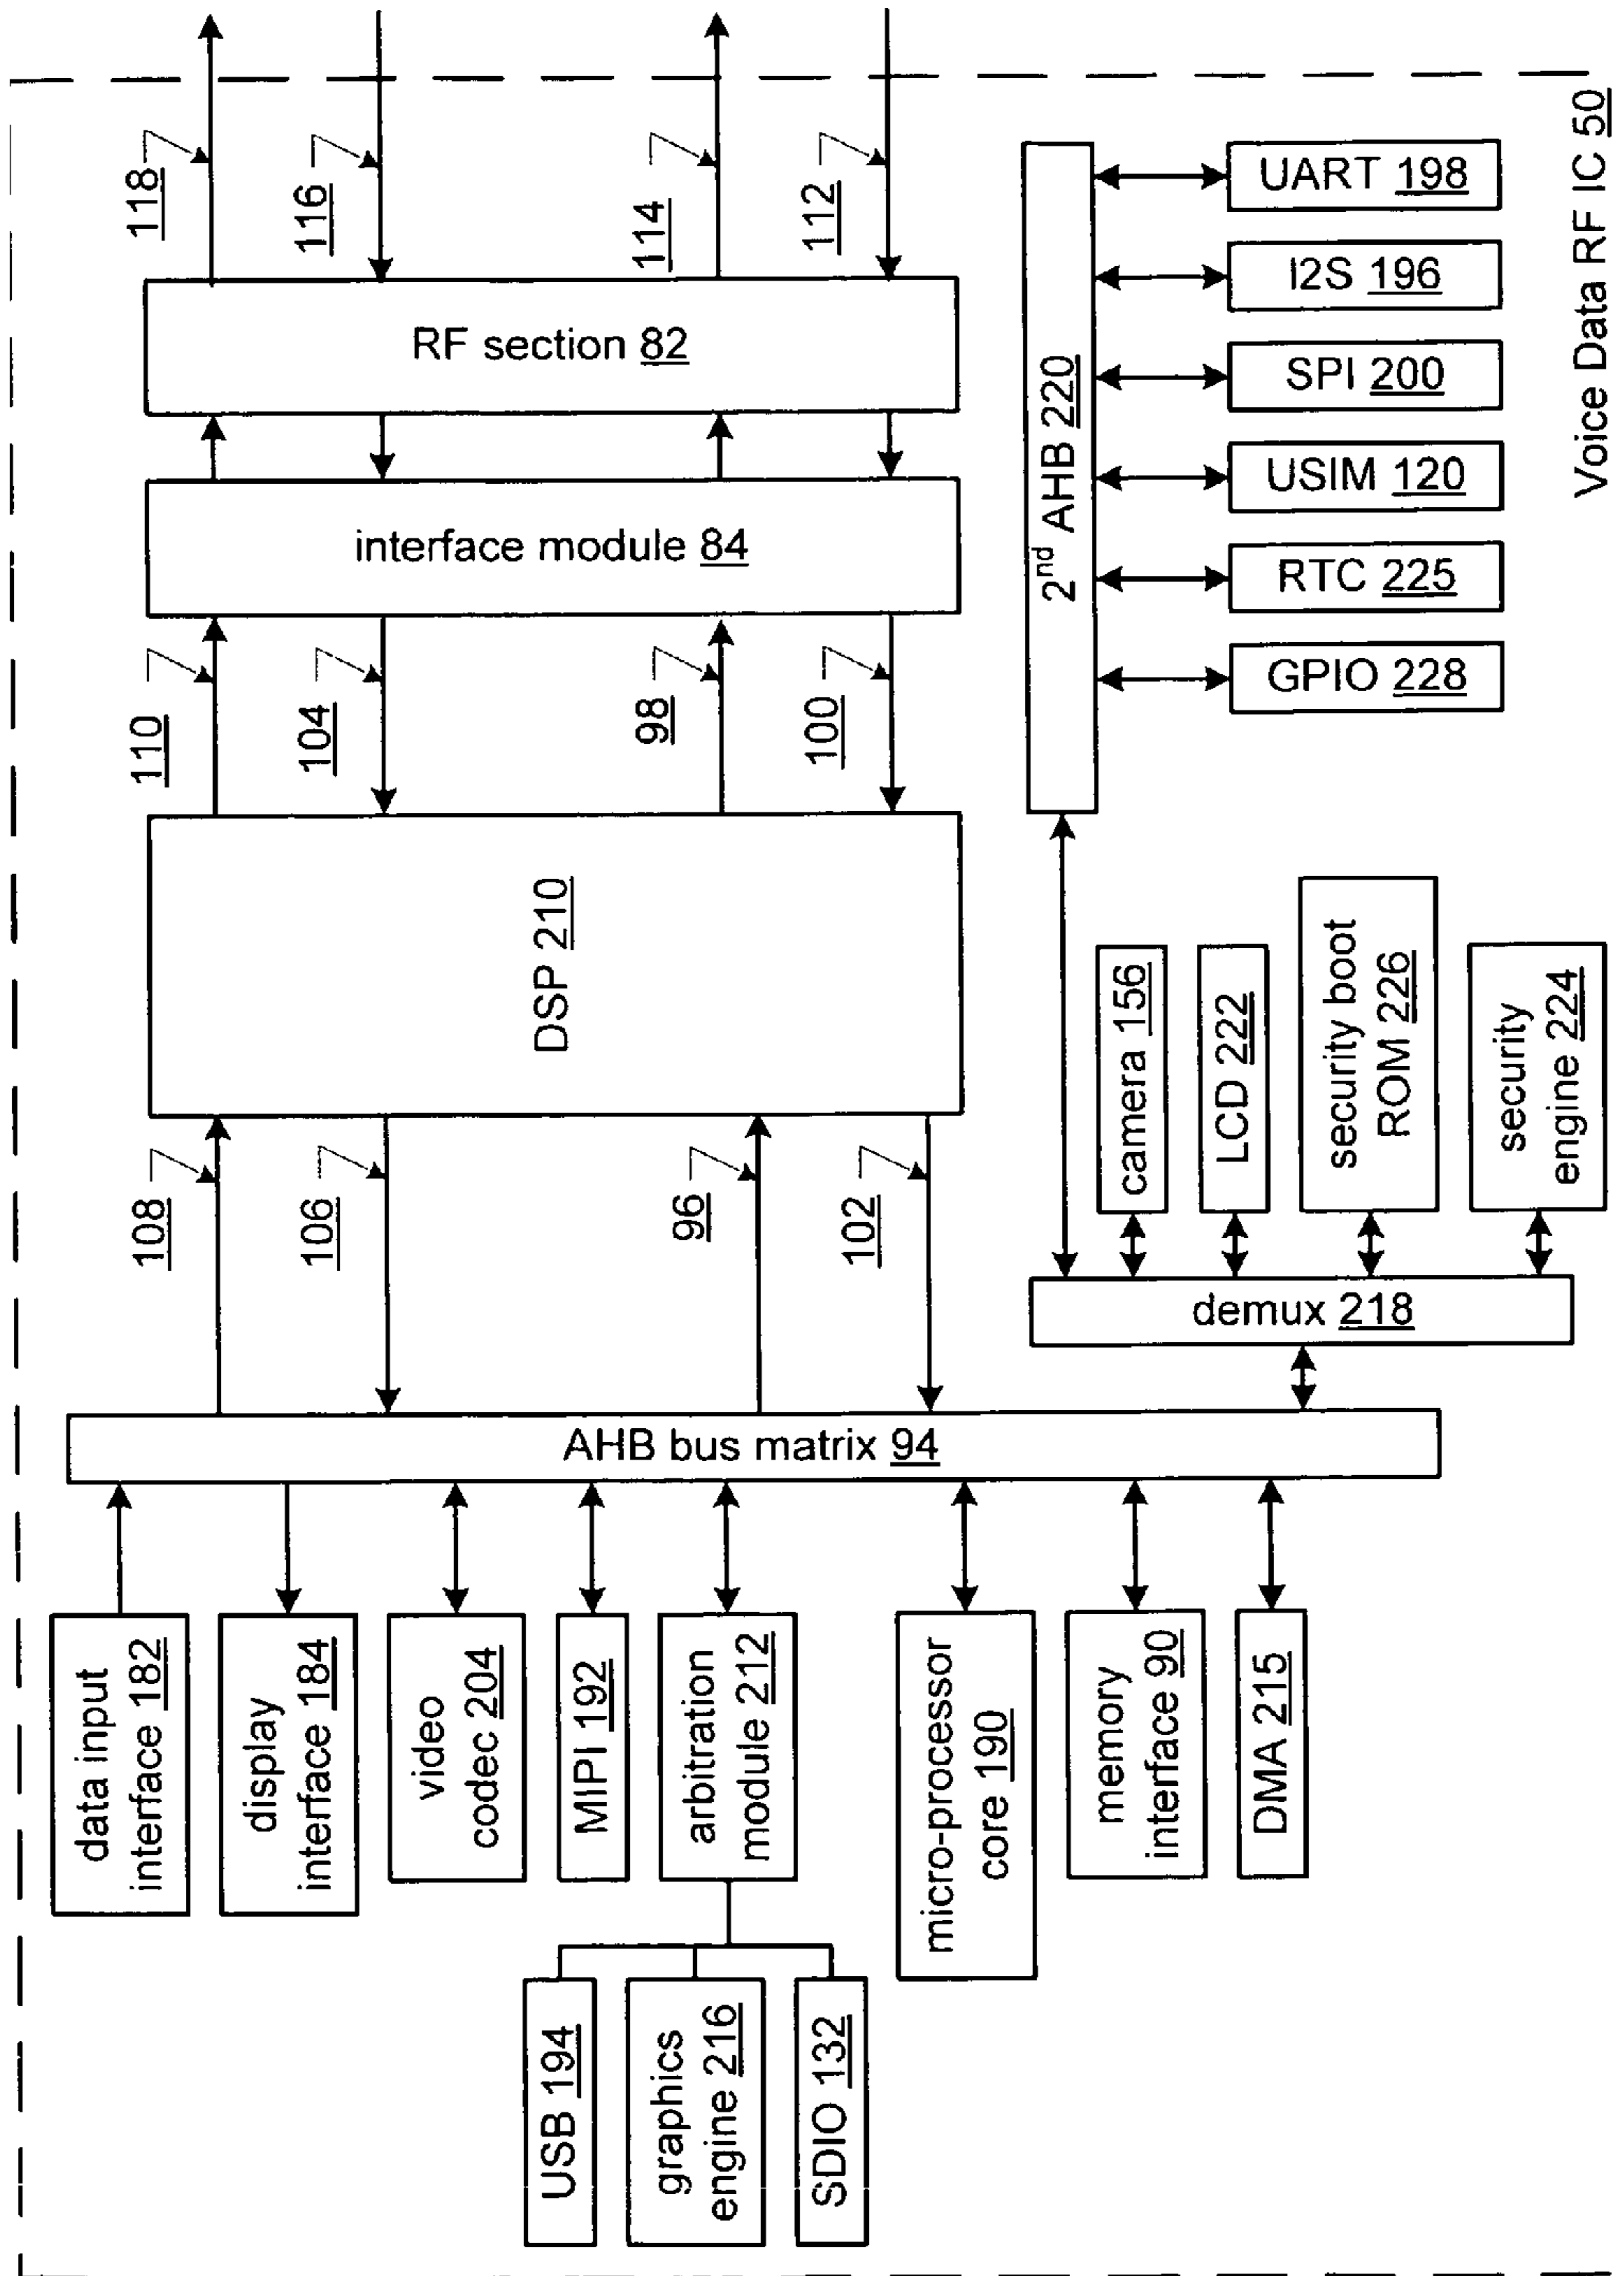 118
116
114
112
RF section 82
interface module 84
110
104
98
100
DSP 210
108
106
96
102
AHB bus matrix 94
data input
interface 182
display
interface 184
video
codec 204
MIPI 192
arbitration
module 212
USB 194
graphics
engine 216
SDIO 132
micro-processor
core 190
memory
interface 90
DMA 215
demux 218
camera 156
LCD 222
security boot
ROM 226
security
engine 224
2nd AHB 220
UART 198
I2S 196
SPI 200
USIM 120
RTC 225
GPIO 228
Voice Data RF IC 50